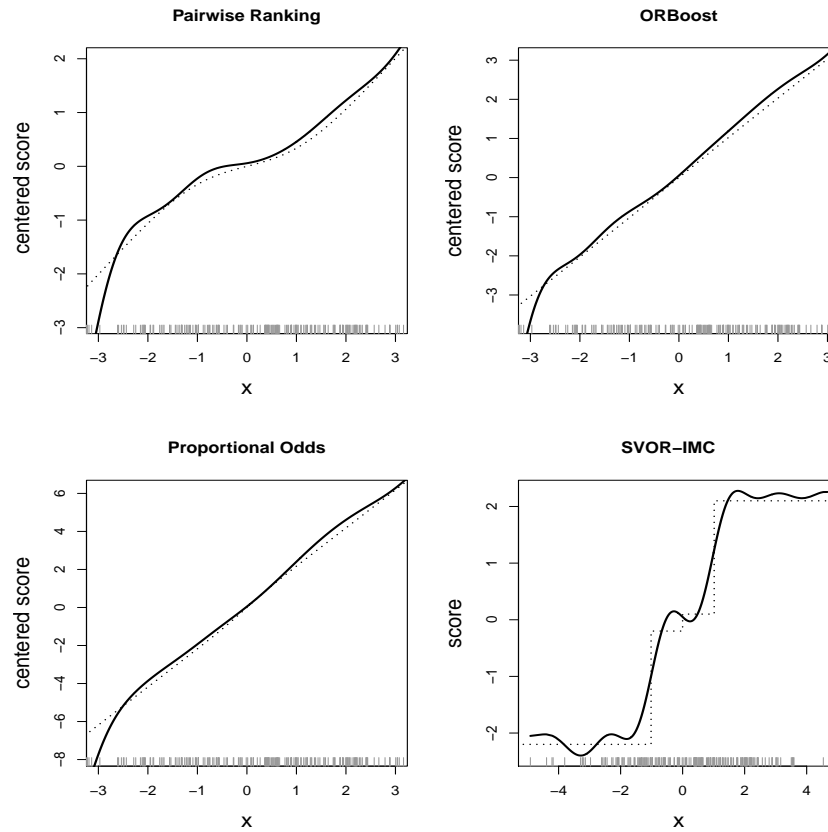 Pairwise Ranking
centered score
2
1
0
−1
−2
−3
−3 −2 −1 0 1 2 3
x
ORBoost
centered score
3
2
1
0
−1
−2
−3
−3 −2 −1 0 1 2 3
x
Proportional Odds
centered score
6
4
2
0
−2
−4
−6
−8
−3 −2 −1 0 1 2 3
x
SVOR−IMC
score
2
1
0
−1
−2
−4 −2 0 2 4
x